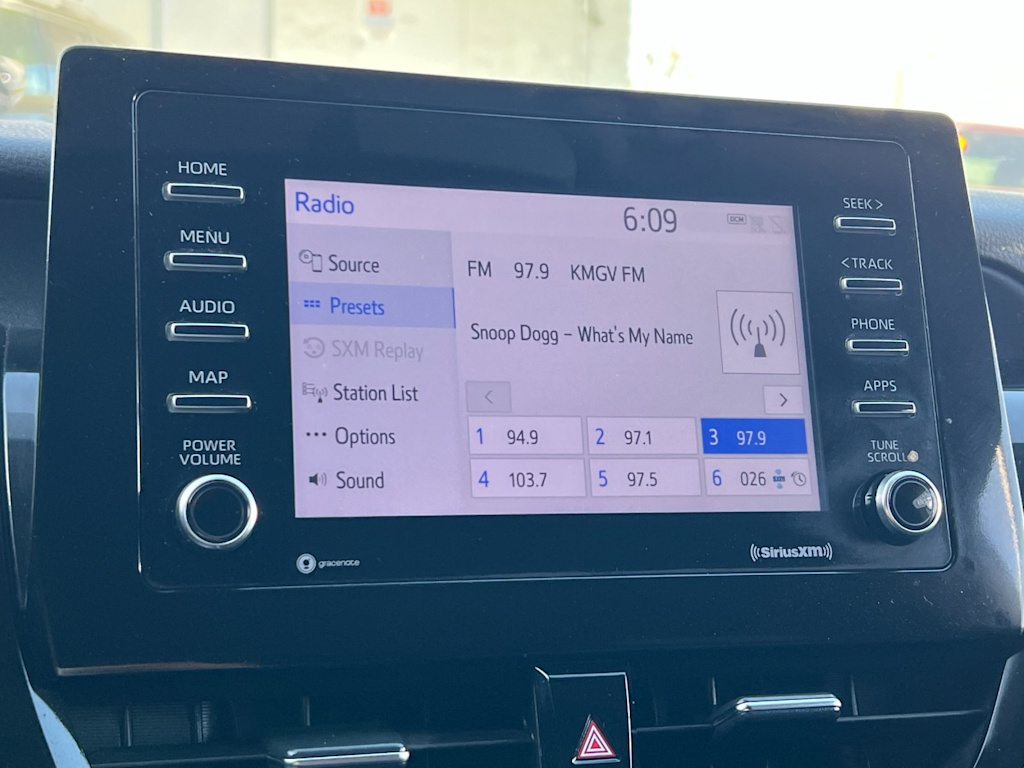 HOME
MENU
AUDIO
MAP
POWER
VOLUME
Radio
6:09
DCM
Source
Presets
SXM Replay
Station List
Options
Sound
FM 97.9 KMGV FM
Snoop Dogg – What's My Name
< >
1 94.9 2 97.1 3 97.9
4 103.7 5 97.5 6 026 sxm
SEEK >
< TRACK
PHONE
APPS
TUNE
SCROLL
gracenote
((SiriusXM))